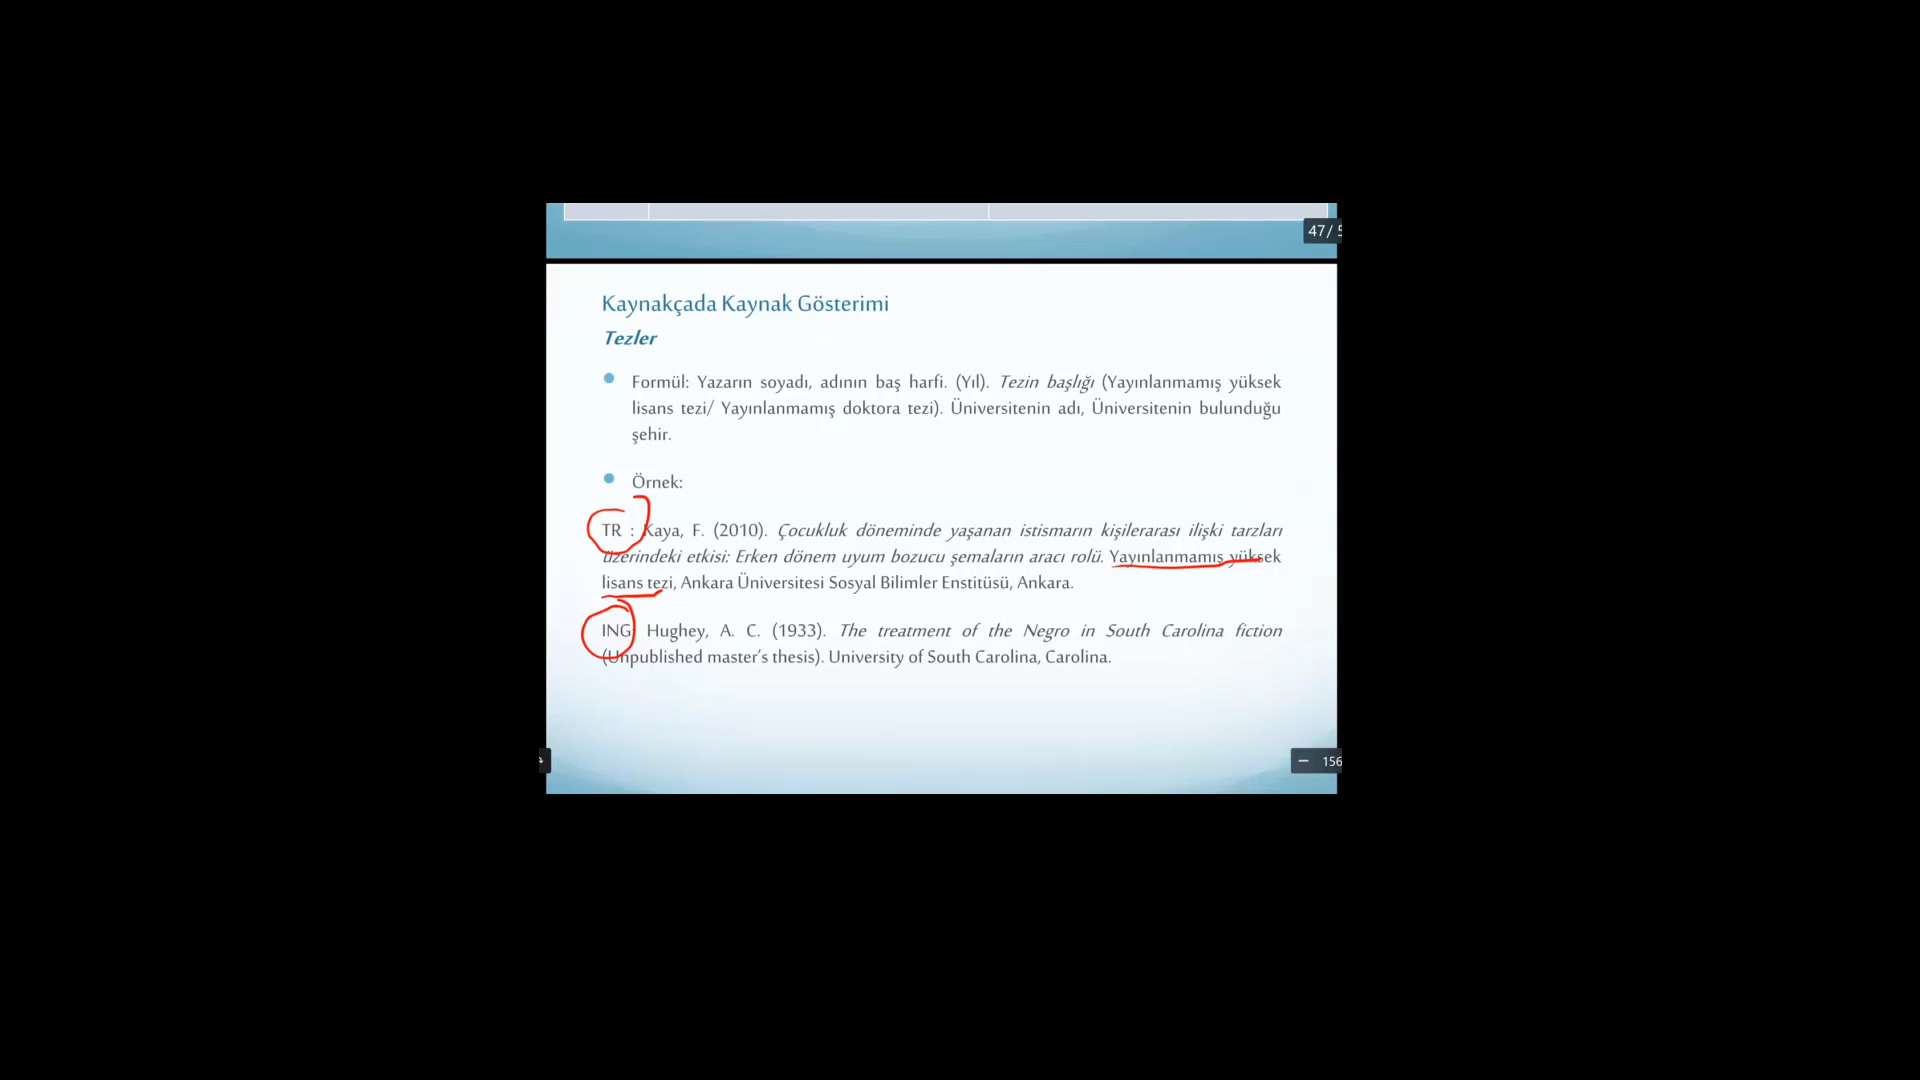 47/ 5
Kaynakçada Kaynak Gösterimi
Tezler
Formül: Yazarın soyadı, adının baş harfi. (Yıl). Tezin başlığı (Yayınlanmamış yüksek
lisans tezi/ Yayınlanmamış doktora tezi). Üniversitenin adı, Üniversitenin bulunduğu
şehir.
Örnek:
TR : Kaya, F. (2010). Çocukluk döneminde yaşanan istismarın kişilerarası ilişki tarzları
üzerindeki etkisi: Erken dönem uyum bozucu şemaların aracı rolü. Yayınlanmamış yüksek
lisans tezi, Ankara Üniversitesi Sosyal Bilimler Enstitüsü, Ankara.
ING Hughey, A. C. (1933). The treatment of the Negro in South Carolina fiction
(Unpublished master’s thesis). University of South Carolina, Carolina.
156